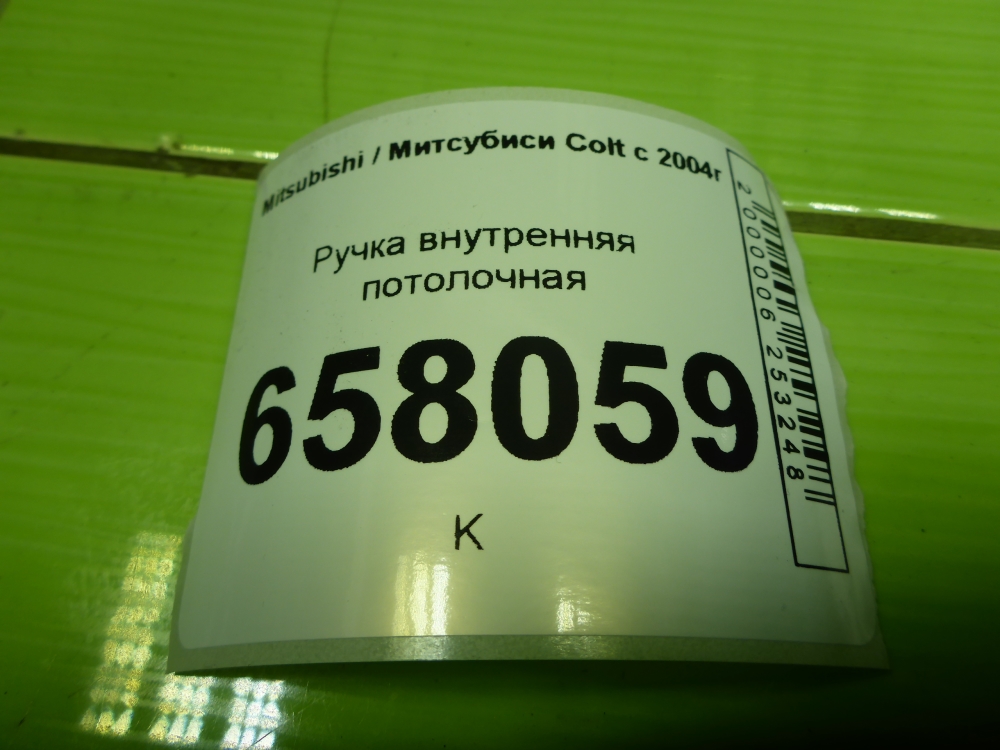 Mitsubishi / Митсубиси Colt с 2004г
Ручка внутренняя
потолочная
658059
К
2000006253248